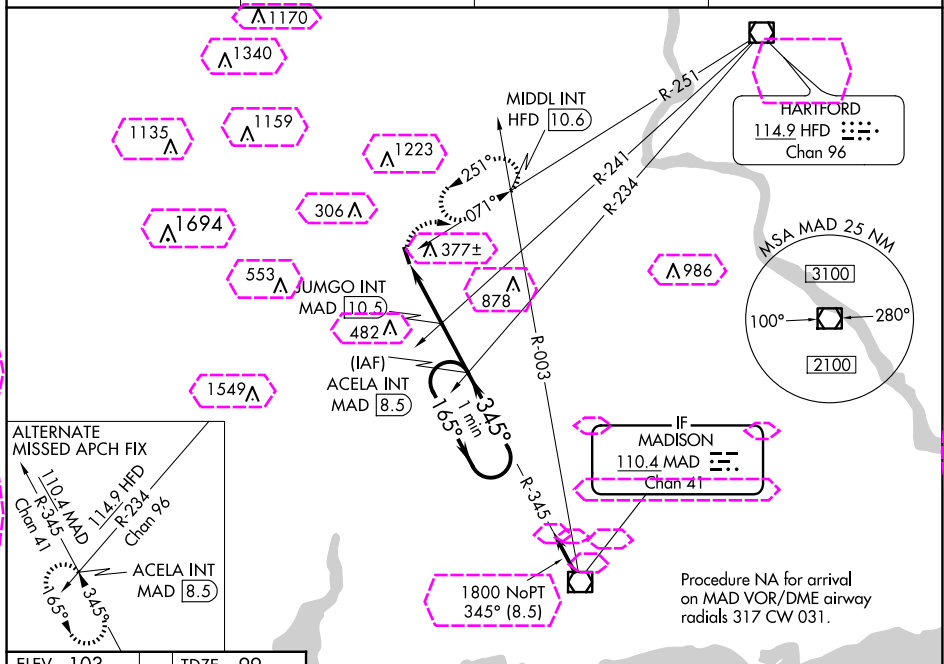 1170
1340
1135
1159
1223
306
1694
553
377±
878
482
986
1549
MIDDL INT
HFD 10.6
R-251
R-241
R-234
251°
071°
HARTFORD
114.9 HFD
Chan 96
MSA MAD 25 NM
3100
100°
280°
2100
JUMGO INT
MAD 10.5
(IAF)
ACELA INT
MAD 8.5
165°
1 min
345°
R-003
R-345
IF
MADISON
110.4 MAD
Chan 41
1800 NoPT
345° (8.5)
Procedure NA for arrival
on MAD VOR/DME airway
radials 317 CW 031.
ALTERNATE
MISSED APCH FIX
110.4 MAD
R-345
Chan 41
114.9 HFD
R-234
Chan 96
ACELA INT
MAD 8.5
165°
345°
ELEV 102
TDZE 99